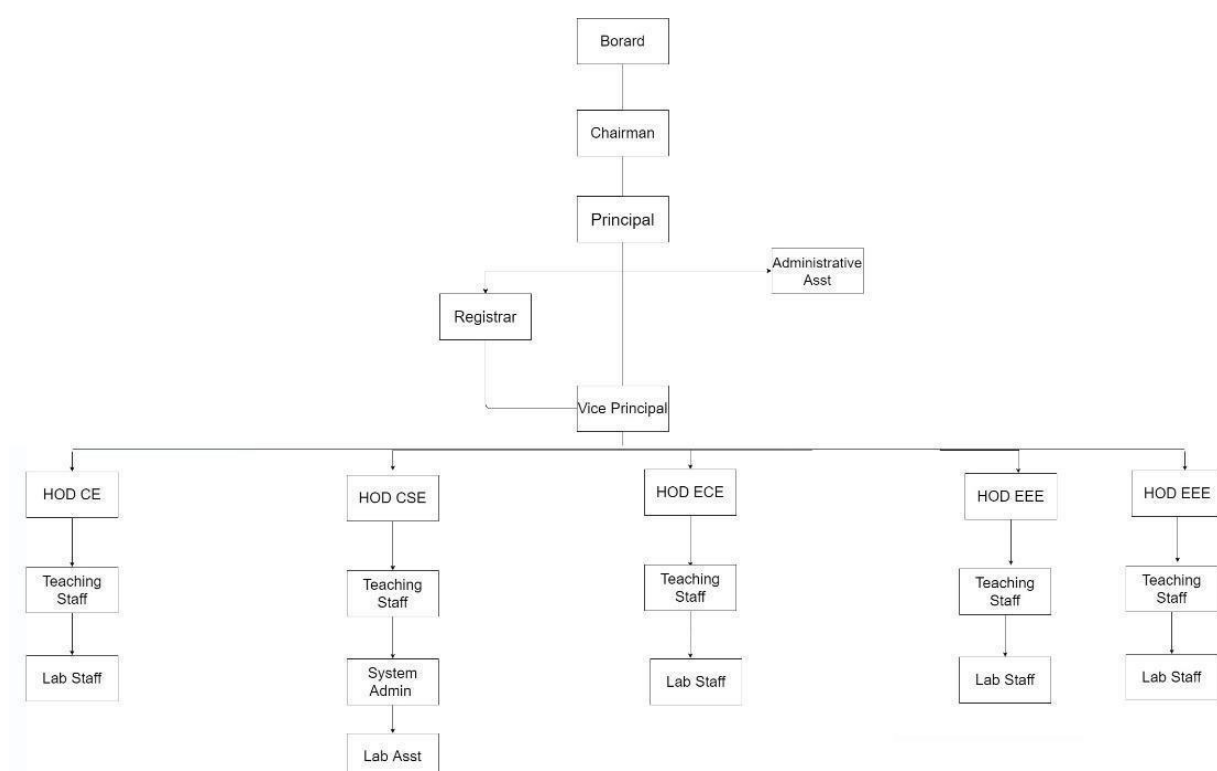 Borard
Chairman
Principal
Administrative
Asst
Registrar
Vice Principal
HOD CE
HOD CSE
HOD ECE
HOD EEE
HOD EEE
Teaching
Staff
Teaching
Staff
Teaching
Staff
Teaching
Staff
Teaching
Staff
Lab Staff
System
Admin
Lab Staff
Lab Staff
Lab Staff
Lab Asst